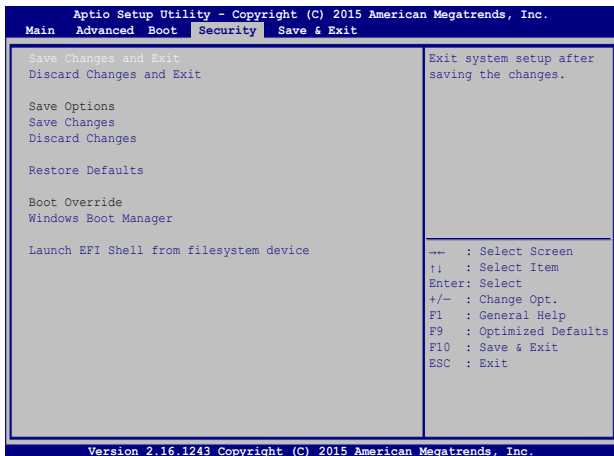 Aptio Setup Utility - Copyright (C) 2015 American Megatrends, Inc.
Main Advanced Boot Security Save & Exit
Save Changes and Exit
Discard Changes and Exit
Save Options
Save Changes
Discard Changes
Restore Defaults
Boot Override
Windows Boot Manager
Launch EFI Shell from filesystem device
Exit system setup after
saving the changes.
→← : Select Screen
↑↓ : Select Item
Enter: Select
+/— : Change Opt.
F1 : General Help
F9 : Optimized Defaults
F10 : Save & Exit
ESC : Exit
Version 2.16.1243 Copyright (C) 2015 American Megatrends, Inc.